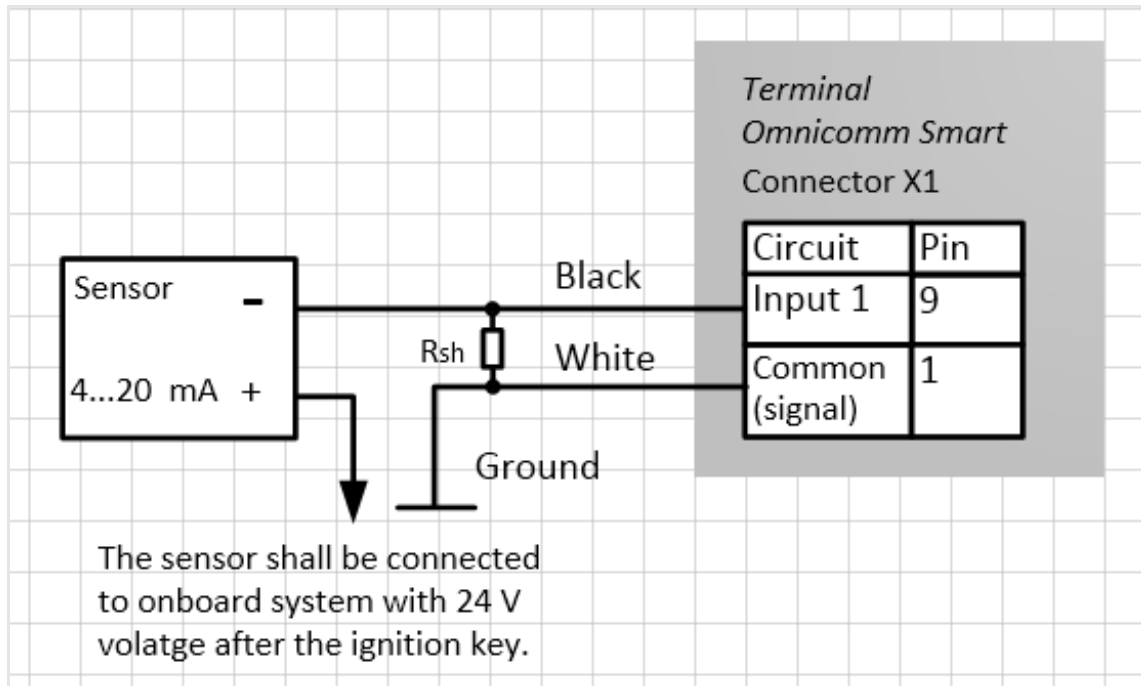 Terminal
Omnicomm Smart
Connector X1
Circuit Pin
Input 1 9
Common 1
(signal)
Sensor -
4...20 mA +
Black
Rsh
White
Ground
The sensor shall be connected
to onboard system with 24 V
volatge after the ignition key.